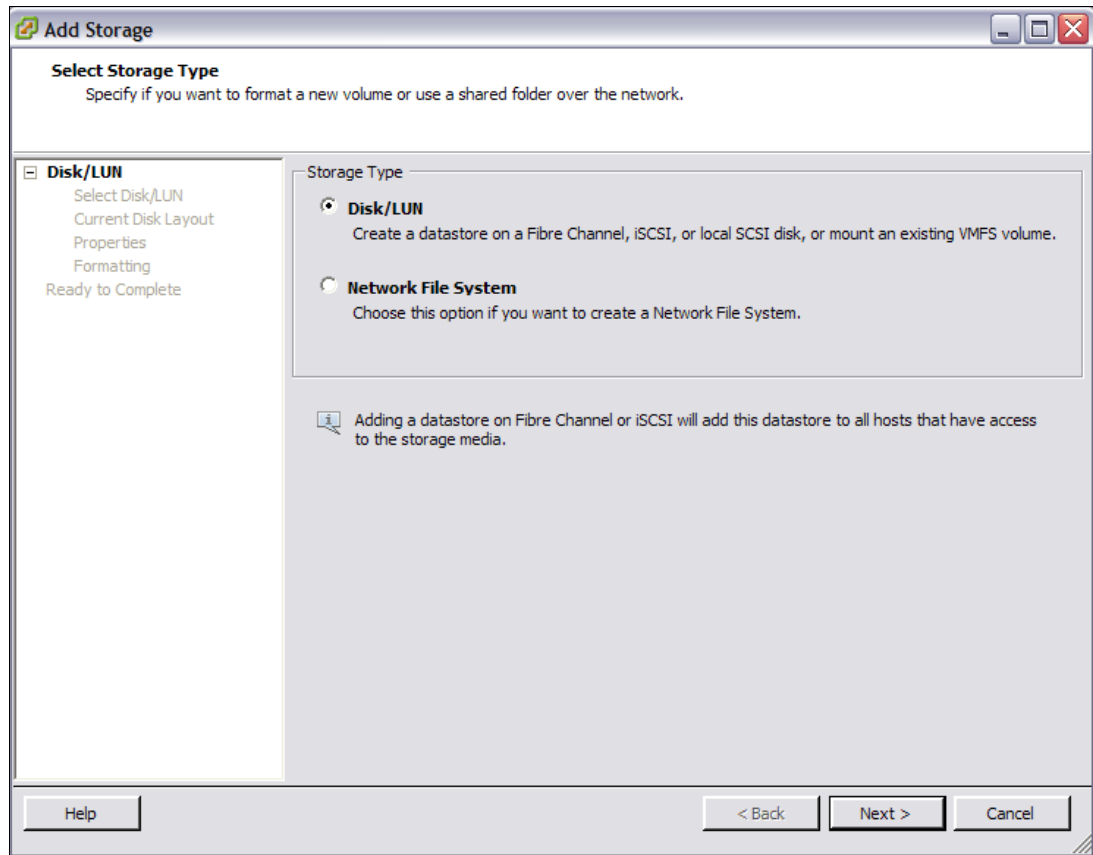 Add Storage
Select Storage Type
Specify if you want to format a new volume or use a shared folder over the network.
Disk/LUN
Select Disk/LUN
Current Disk Layout
Properties
Formatting
Ready to Complete
Storage Type
Disk/LUN
Create a datastore on a Fibre Channel, iSCSI, or local SCSI disk, or mount an existing VMFS volume.
Network File System
Choose this option if you want to create a Network File System.
Adding a datastore on Fibre Channel or iSCSI will add this datastore to all hosts that have access
to the storage media.
Help
< Back
Next >
Cancel